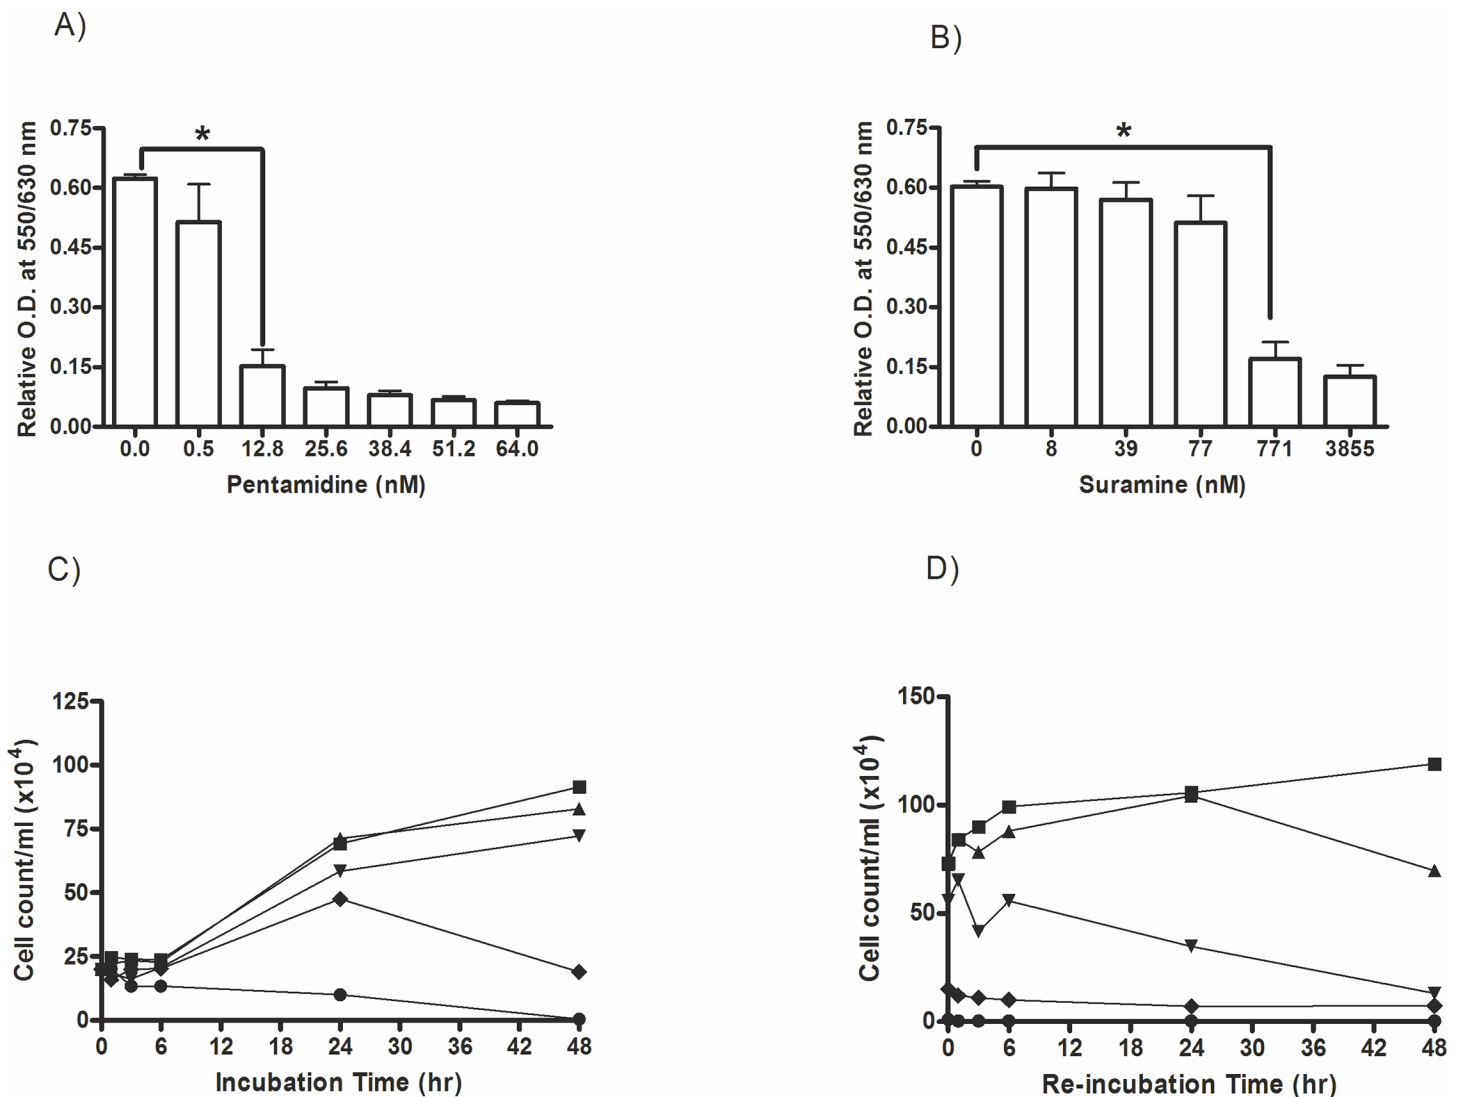 A)
*
0.75
0.60
0.45
0.30
0.15
0.00
Relative O.D. at 550/630 nm
0.0 0.5 12.8 25.6 38.4 51.2 64.0
Pentamidine (nM)
B)
*
0.75
0.60
0.45
0.30
0.15
0.00
Relative O.D. at 550/630 nm
0 8 39 77 771 3855
Suramine (nM)
C)
125
100
75
50
25
0
Cell count/ml (x10⁴)
0 6 12 18 24 30 36 42 48
Incubation Time (hr)
D)
150
100
50
0
Cell count/ml (x10⁴)
0 6 12 18 24 30 36 42 48
Re-incubation Time (hr)